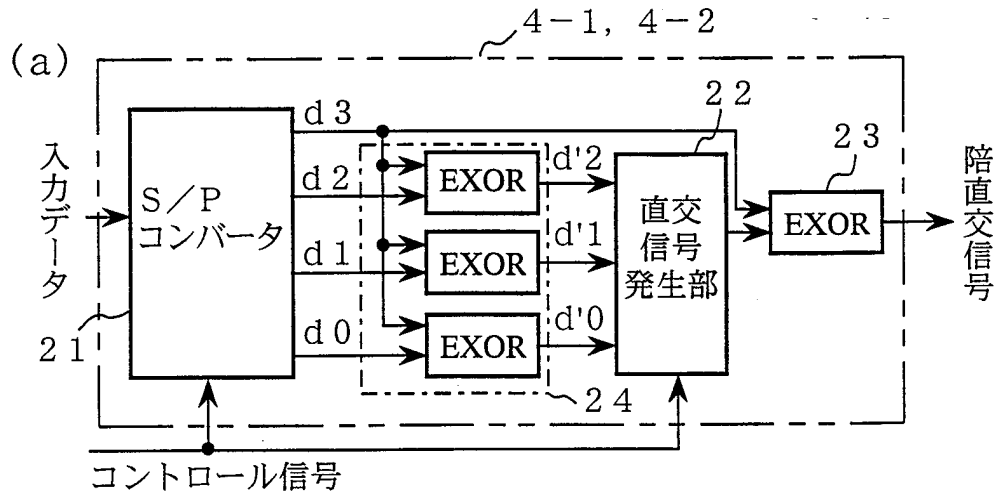 4-1, 4-2
(a)
入力データ
21
S／P
コンバータ
d3
d2
d1
d0
EXOR
EXOR
EXOR
24
d'2
d'1
d'0
22
直交
信号
発生部
23
EXOR
陪直交信号
コントロール信号